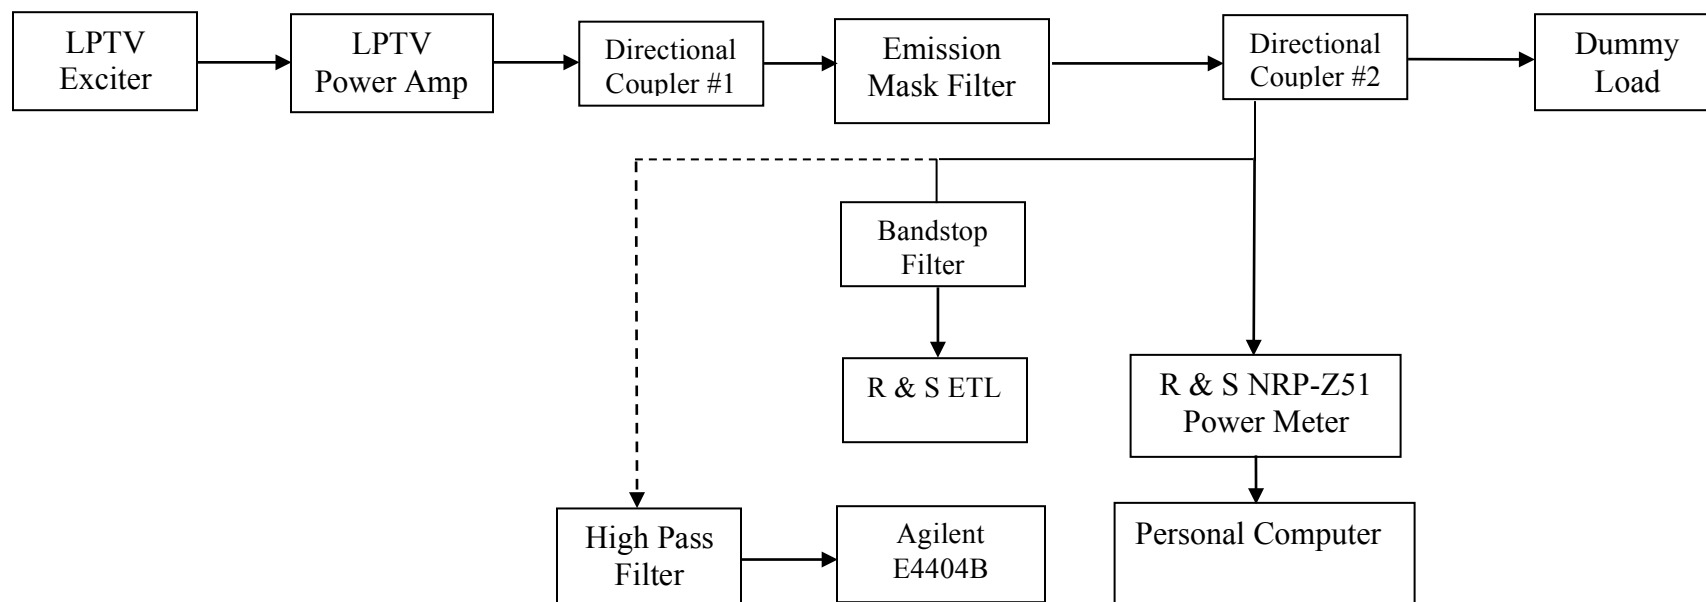 LPTV
Exciter
LPTV
Power Amp
Directional
Coupler #1
Emission
Mask Filter
Directional
Coupler #2
Dummy
Load
Bandstop
Filter
R & S ETL
R & S NRP-Z51
Power Meter
High Pass
Filter
Agilent
E4404B
Personal Computer